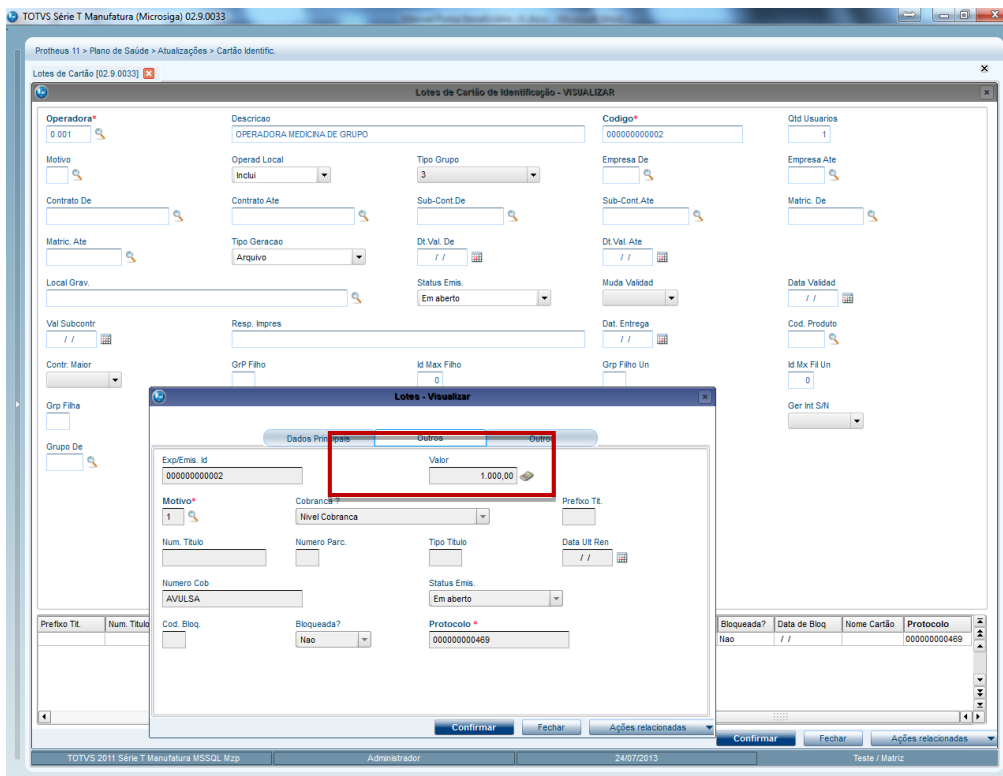 TOTVS Série T Manufatura (Microsiga) 02.9.0033
Protheus 11 > Plano de Saúde > Atualizações > Cartão Identific.
Lotes de Cartão [02.9.0033]
Lotes de Cartão de Identificação - VISUALIZAR
Operadora* Descricao Codigo* Qtd Usuarios
0.001 OPERADORA MEDICINA DE GRUPO 000000000002 1
Motivo Operad Local Tipo Grupo Empresa De Empresa Ate
Inclui 3
Contrato De Contrato Ate Sub-Cont.De Sub-Cont.Ate Matric. De
Matric. Ate Tipo Geracao Dt.Val. De Dt.Val. Ate
Arquivo / / / /
Local Grav. Status Emis. Muda Validad Data Validad
Em aberto / /
Val Subcontr Resp. Impres Dat. Entrega Cod. Produto
/ / / /
Contr. Maior GrP Filho Id Max Filho Grp Filho Un Id Mx Fil Un
0 0
Grp Filha Ger Int S/N
Grupo De
Lotes - Visualizar
Dados Principais Outros Outros
Exp/Emis. Id Valor
000000000002 1.000,00
Motivo* Cobranca ? Prefixo Tit.
1 Nivel Cobranca
Num. Titulo Numero Parc. Tipo Titulo Data Ult Ren
/ /
Numero Cob Status Emis.
AVULSA Em aberto
Cod. Bloq. Bloqueada? Protocolo *
Nao 000000000469
Confirmar Fechar Ações relacionadas
Prefixo Tit. Num. Titulo Bloqueada? Data de Bloq Nome Cartão Protocolo
Nao / / 000000000469
Confirmar Fechar Ações relacionadas
TOTVS 2011 Série T Manufatura MSSQL Mzp Administrador 24/07/2013 Teste / Matriz